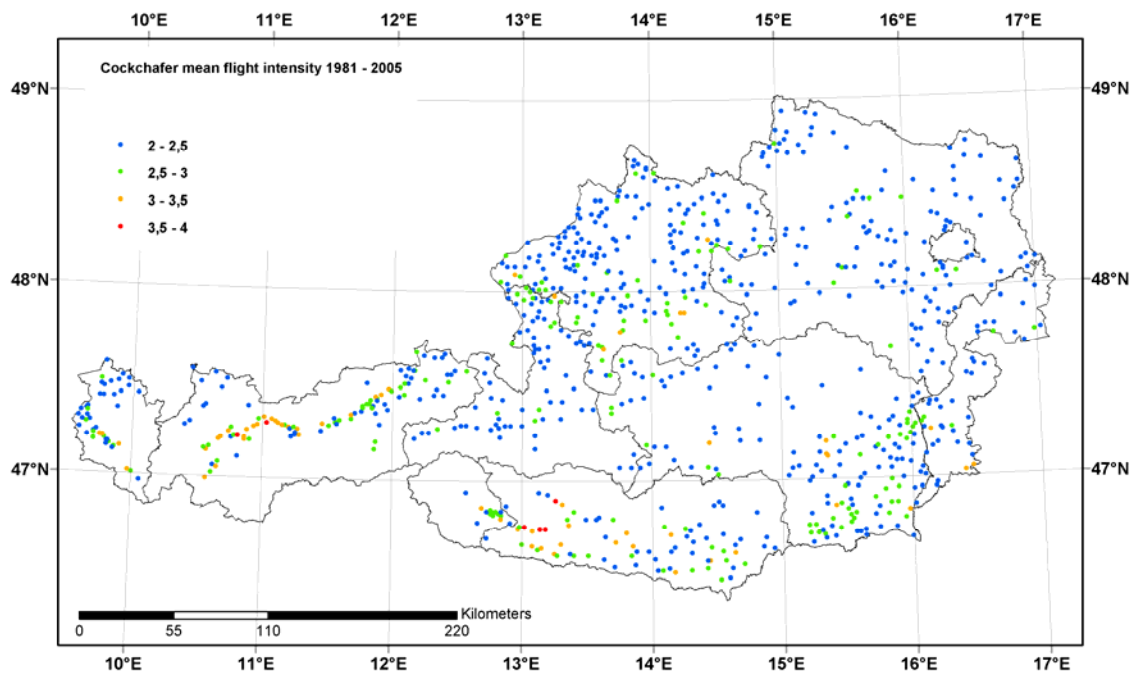 10°E 11°E 12°E 13°E 14°E 15°E 16°E 17°E
Cockchafer mean flight intensity 1981 - 2005
49°N 49°N
2 - 2,5
2,5 - 3
3 - 3,5
3,5 - 4
48°N 48°N
47°N 47°N
Kilometers
0 55 110 220
10°E 11°E 12°E 13°E 14°E 15°E 16°E 17°E